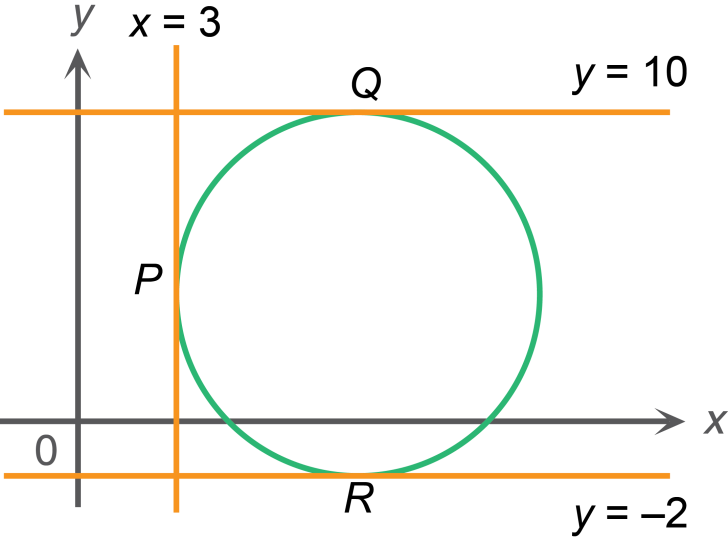 y
x = 3
Q
y = 10
P
x
0
R
y = –2